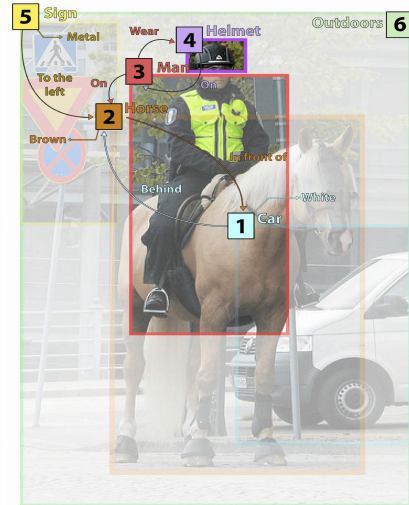 5 Sign
Metal
Wear
4 Helmet
Outdoors 6
3 Man
To the
left
On
On
2 Horse
Brown
In front of
Behind
White
1 Car